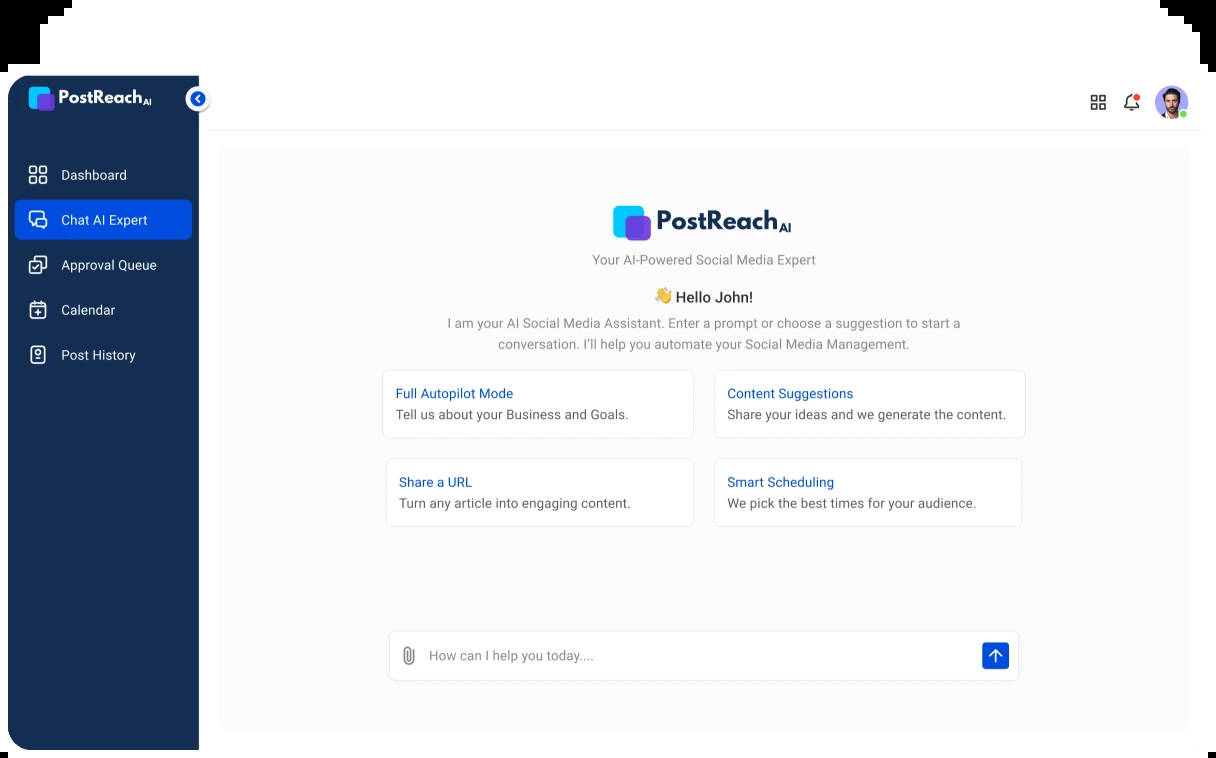 PostReach AI
Dashboard
Chat AI Expert
Approval Queue
Calendar
Post History
PostReach AI
Your AI-Powered Social Media Expert
👋 Hello John!
I am your AI Social Media Assistant. Enter a prompt or choose a suggestion to start a
conversation. I’ll help you automate your Social Media Management.
Full Autopilot Mode
Tell us about your Business and Goals.
Content Suggestions
Share your ideas and we generate the content.
Share a URL
Turn any article into engaging content.
Smart Scheduling
We pick the best times for your audience.
How can I help you today....